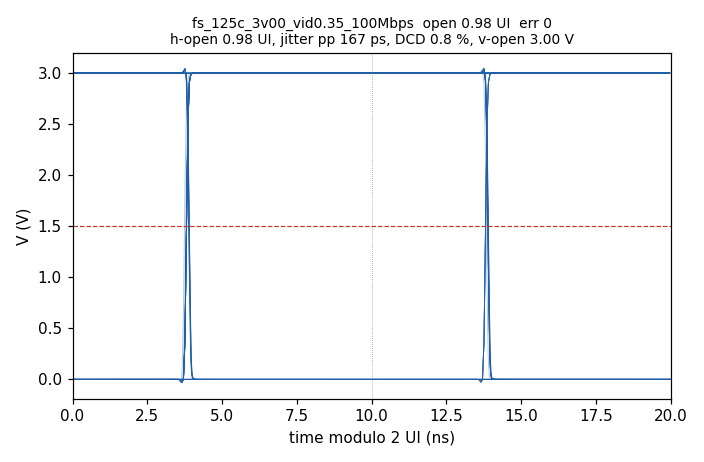 fs_125c_3v00_vid0.35_100Mbps  open 0.98 UI  err 0
h-open 0.98 UI, jitter pp 167 ps, DCD 0.8 %, v-open 3.00 V
3.0
2.5
2.0
1.5
1.0
0.5
0.0
V (V)
0.0 2.5 5.0 7.5 10.0 12.5 15.0 17.5 20.0
time modulo 2 UI (ns)